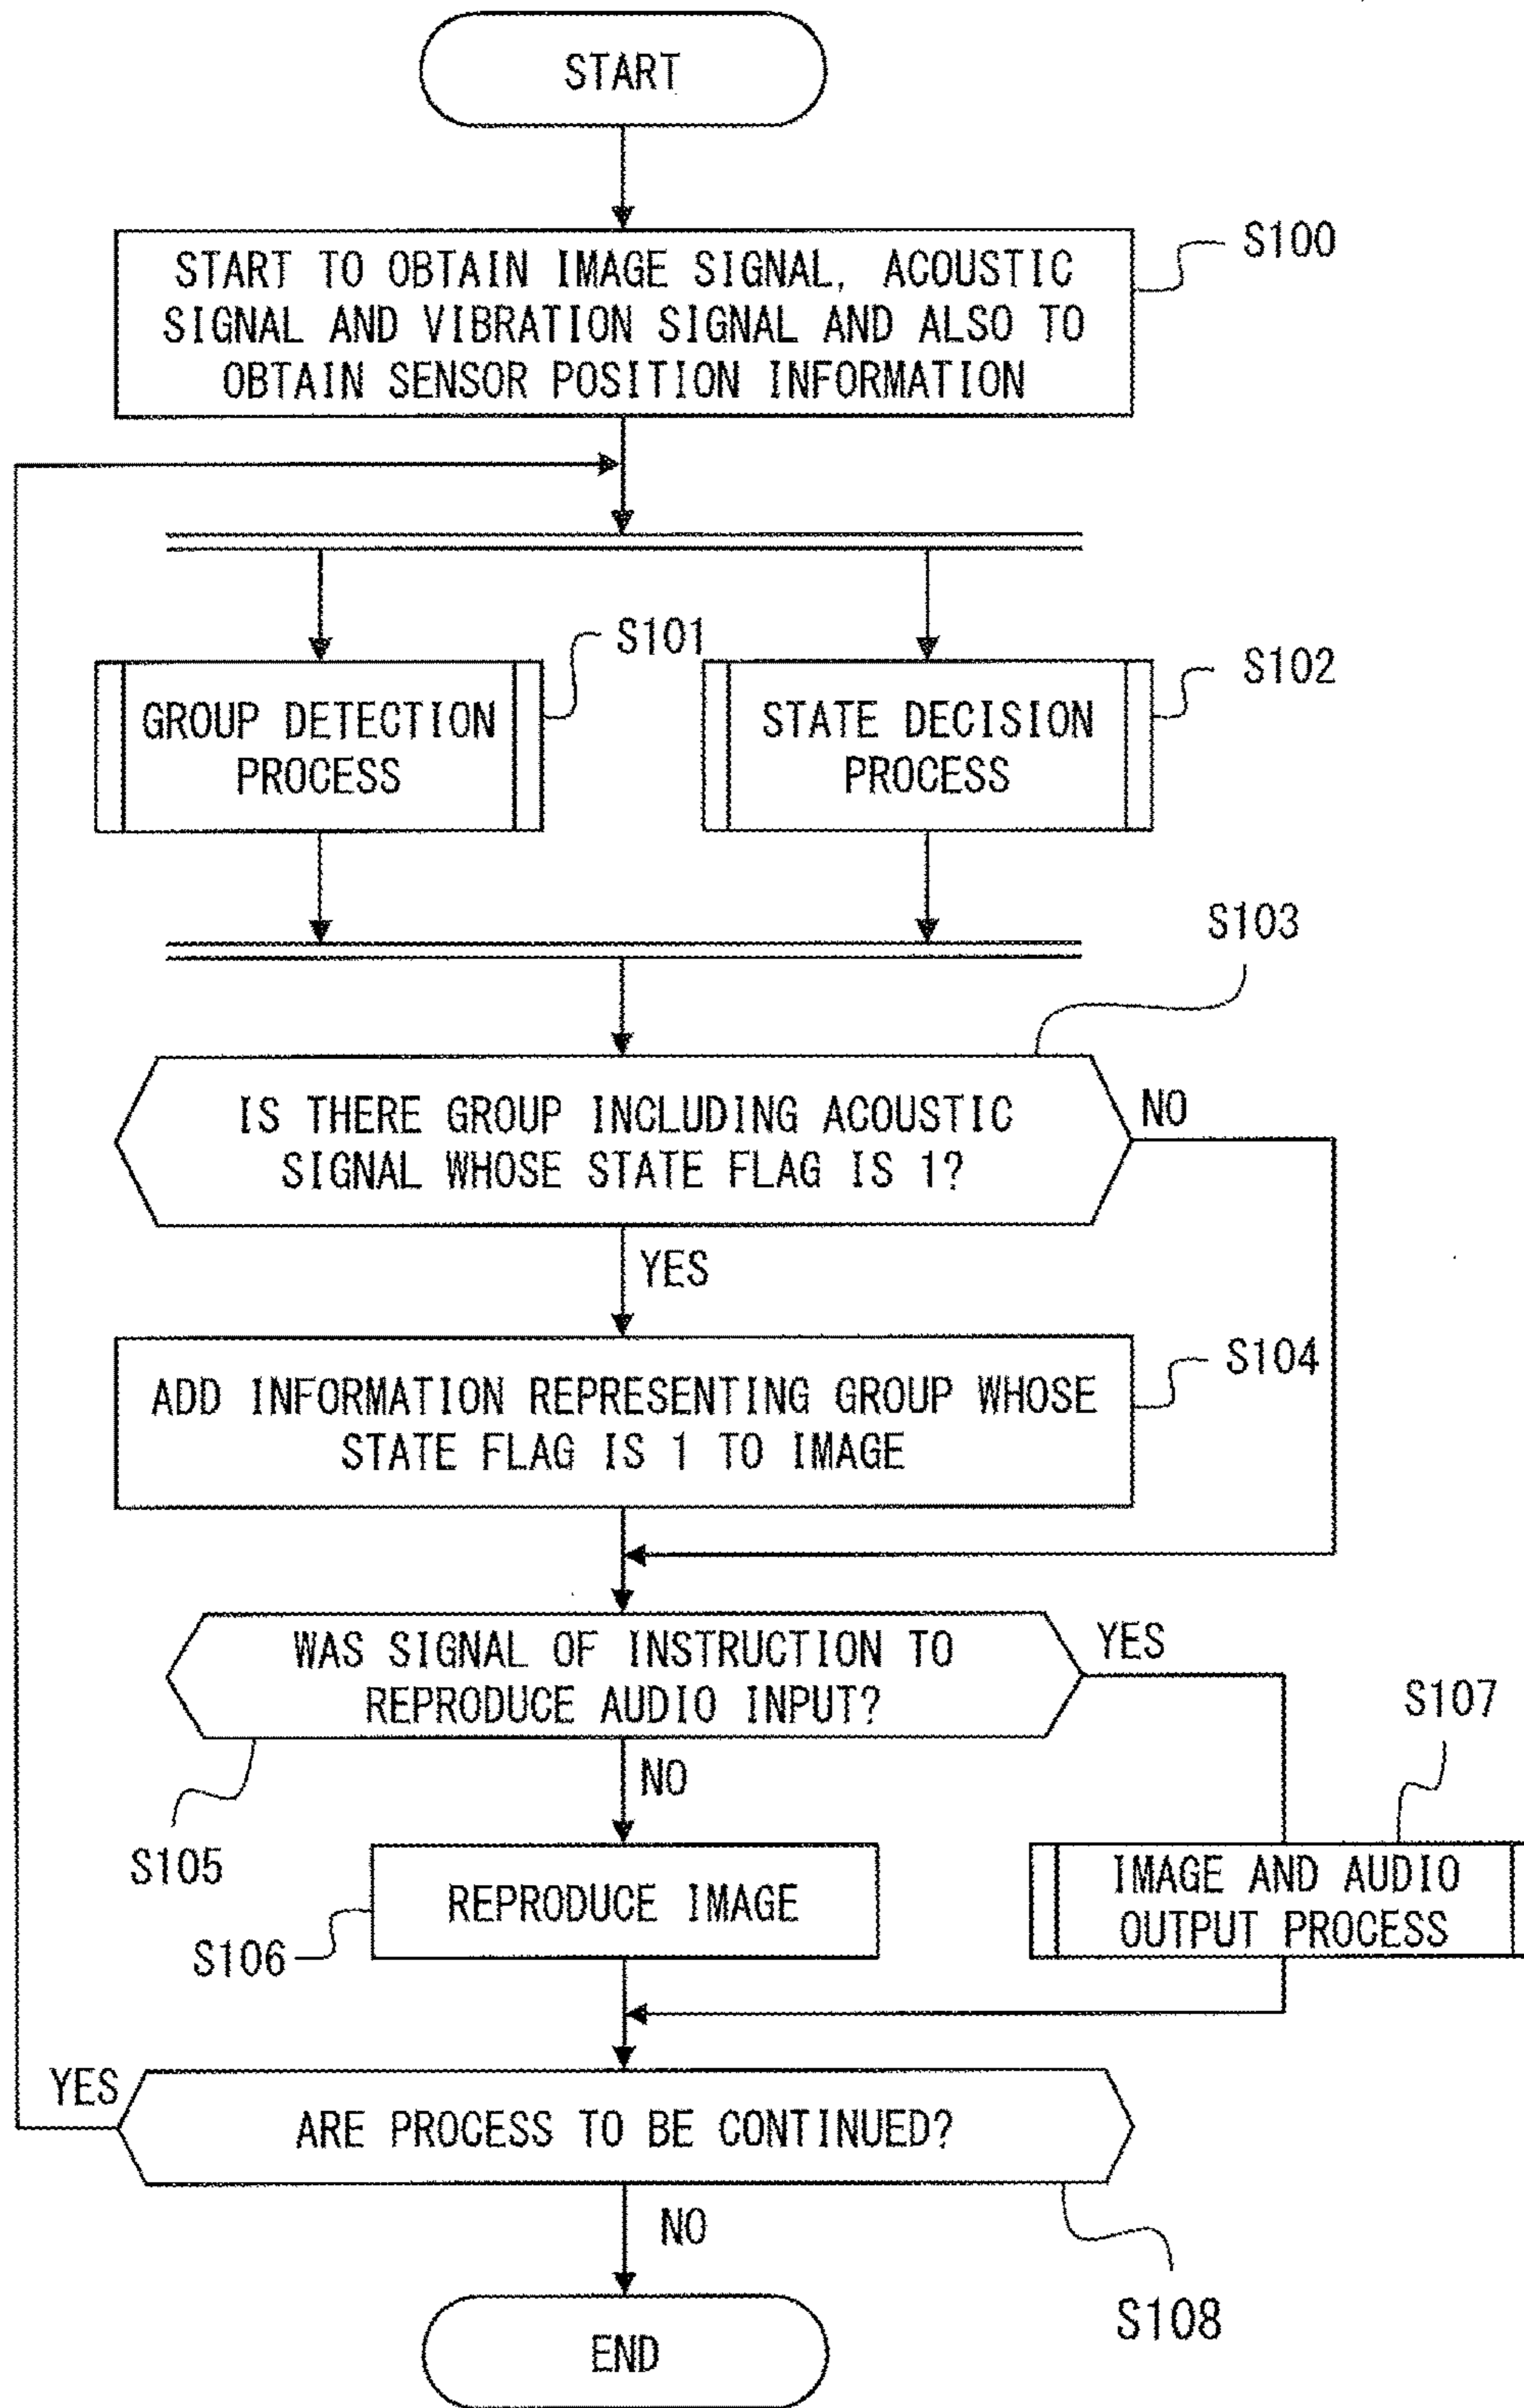 START
START TO OBTAIN IMAGE SIGNAL, ACOUSTIC
SIGNAL AND VIBRATION SIGNAL AND ALSO TO
OBTAIN SENSOR POSITION INFORMATION
S100
GROUP DETECTION
PROCESS
S101
STATE DECISION
PROCESS
S102
S103
IS THERE GROUP INCLUDING ACOUSTIC
SIGNAL WHOSE STATE FLAG IS 1?
NO
YES
ADD INFORMATION REPRESENTING GROUP WHOSE
STATE FLAG IS 1 TO IMAGE
S104
WAS SIGNAL OF INSTRUCTION TO
REPRODUCE AUDIO INPUT?
YES
NO
S105
S107
REPRODUCE IMAGE
S106
IMAGE AND AUDIO
OUTPUT PROCESS
YES
ARE PROCESS TO BE CONTINUED?
NO
S108
END